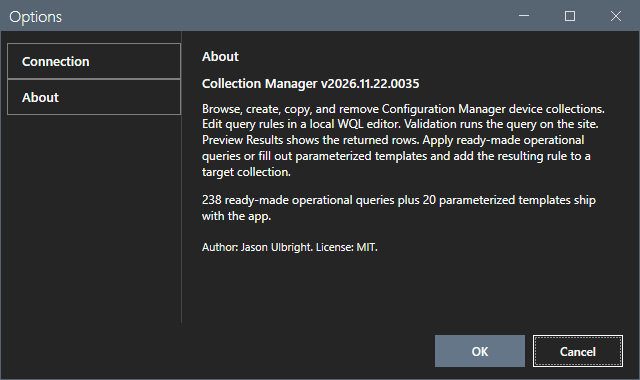 Options
Connection
About
About
Collection Manager v2026.11.22.0035
Browse, create, copy, and remove Configuration Manager device collections.
Edit query rules in a local WQL editor. Validation runs the query on the site.
Preview Results shows the returned rows. Apply ready-made operational
queries or fill out parameterized templates and add the resulting rule to a
target collection.
238 ready-made operational queries plus 20 parameterized templates ship
with the app.
Author: Jason Ulbright. License: MIT.
OK
Cancel